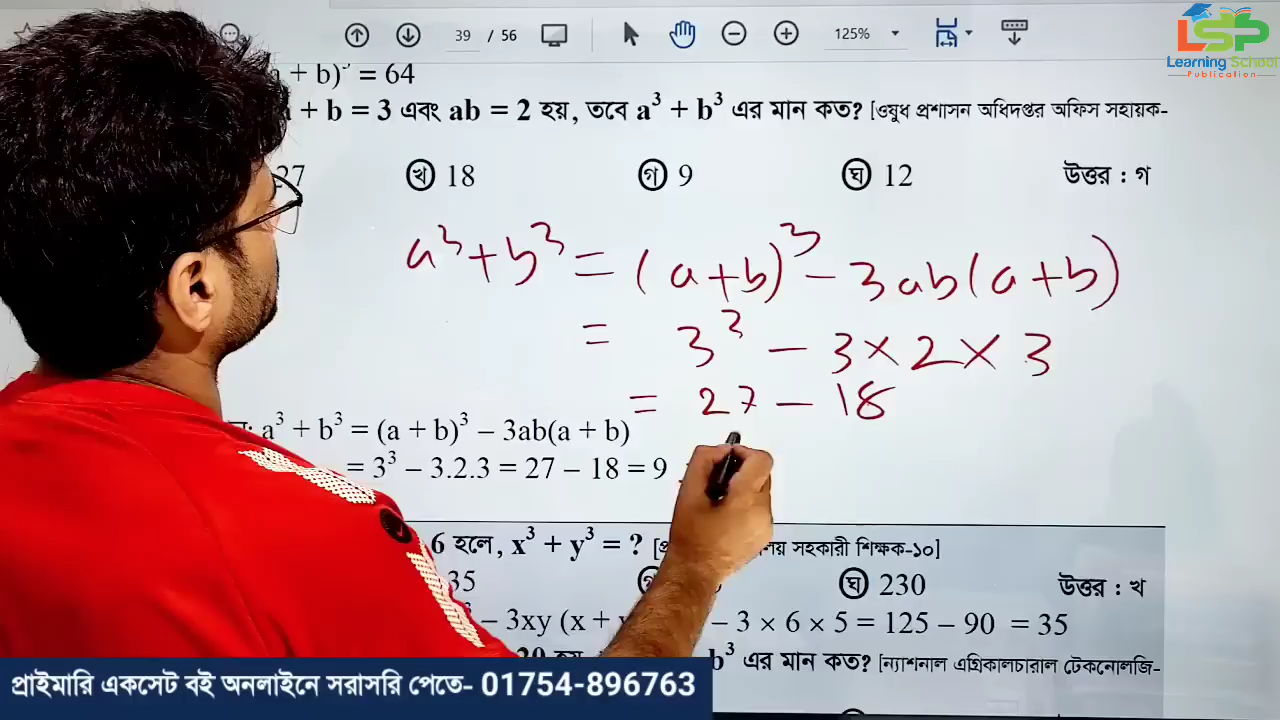 39 / 56 125%
LSP
Learning School
Publication
+ b)³ = 64
a + b = 3 এবং ab = 2 হয়, তবে a³ + b³ এর মান কত? [ওষুধ প্রশাসন অধিদপ্তর অফিস সহায়ক-
27 খ 18 গ 9 ঘ 12 উত্তর : গ
a³+b³ = (a+b)³ - 3ab(a+b)
= 3³ - 3×2×3
= 27 - 18
a³ + b³ = (a + b)³ – 3ab(a + b)
= 3³ – 3.2.3 = 27 – 18 = 9
6 হলে, x³ + y³ = ? সহকারী শিক্ষক-১০]
35 গ ঘ 230 উত্তর : খ
– 3xy (x + – 3 × 6 × 5 = 125 – 90 = 35
b³ এর মান কত? [ন্যাশনাল এগ্রিকালচারাল টেকনোলজি-
প্রাইমারি একসেট বই অনলাইনে সরাসরি পেতে- 01754-896763